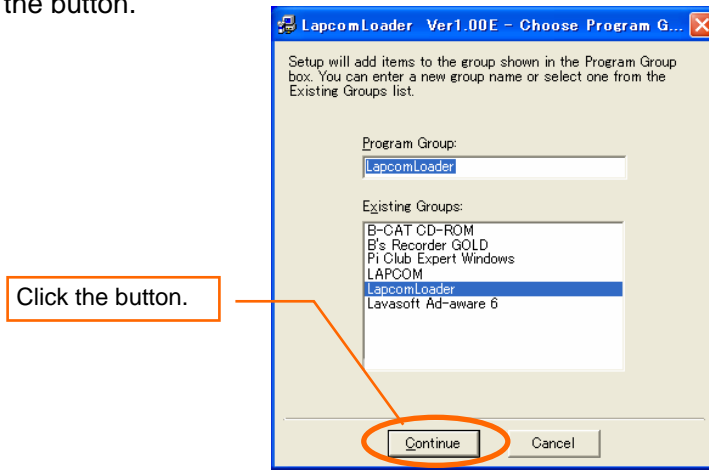 the button.
LapcomLoader Ver1.00E - Choose Program G...
Setup will add items to the group shown in the Program Group
box. You can enter a new group name or select one from the
Existing Groups list.
Program Group:
LapcomLoader
Existing Groups:
B-CAT CD-ROM
B's Recorder GOLD
Pi Club Expert Windows
LAPCOM
LapcomLoader
Lavasoft Ad-aware 6
Click the button.
Continue
Cancel